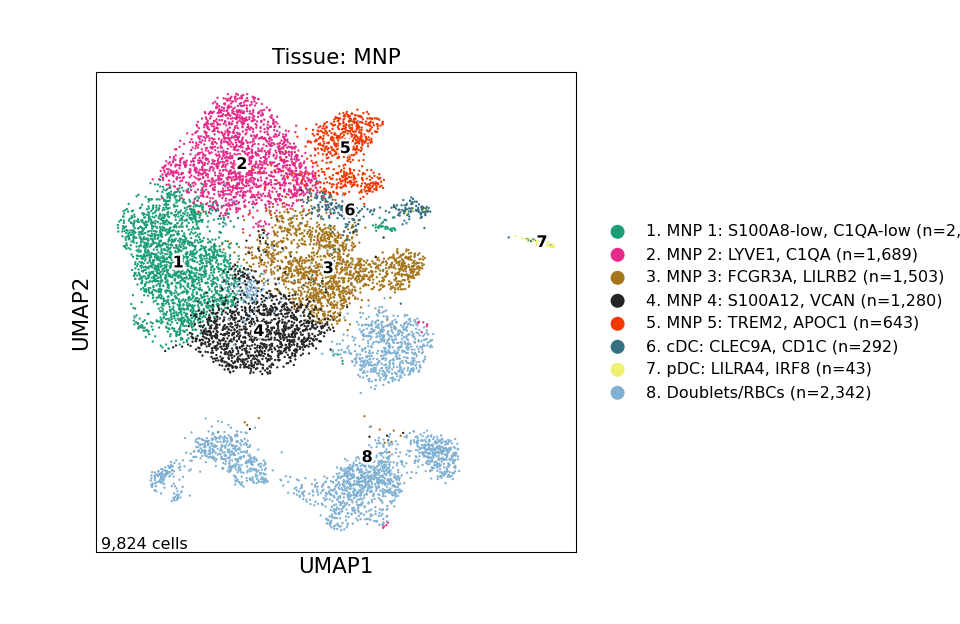 Tissue: MNP
UMAP2
2
5
6
7
1
3
4
8
9,824 cells
UMAP1
1. MNP 1: S100A8-low, C1QA-low (n=2,
2. MNP 2: LYVE1, C1QA (n=1,689)
3. MNP 3: FCGR3A, LILRB2 (n=1,503)
4. MNP 4: S100A12, VCAN (n=1,280)
5. MNP 5: TREM2, APOC1 (n=643)
6. cDC: CLEC9A, CD1C (n=292)
7. pDC: LILRA4, IRF8 (n=43)
8. Doublets/RBCs (n=2,342)